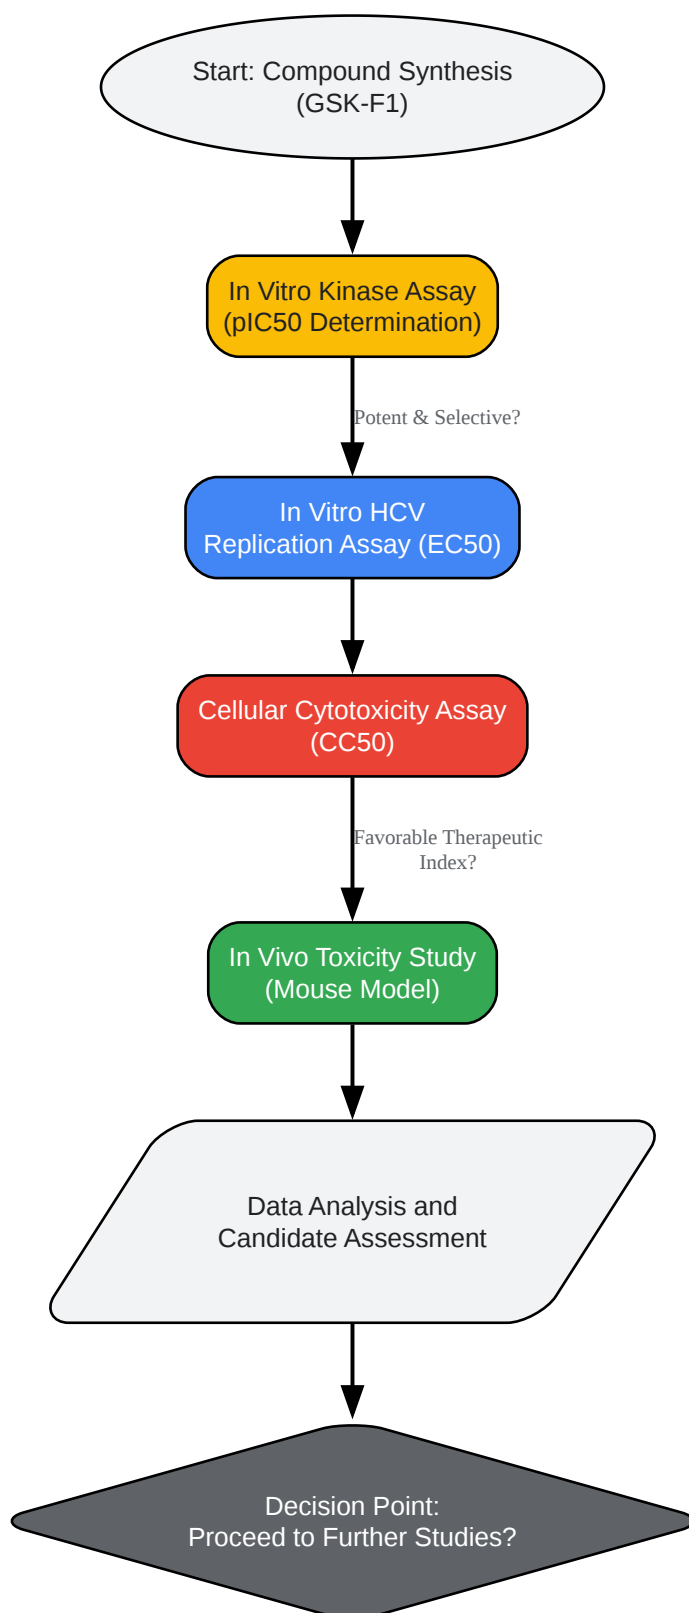 Start: Compound Synthesis
(GSK-F1)
In Vitro Kinase Assay
(pIC50 Determination)
Potent & Selective?
In Vitro HCV
Replication Assay (EC50)
Cellular Cytotoxicity Assay
(CC50)
Favorable Therapeutic
Index?
In Vivo Toxicity Study
(Mouse Model)
Data Analysis and
Candidate Assessment
Decision Point:
Proceed to Further Studies?